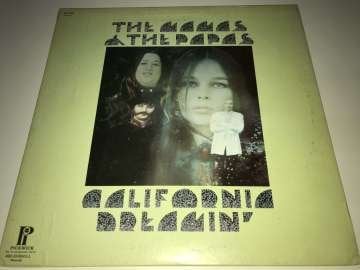 THE MAMAS
& THE PAPAS
CALIFORNIA
DREAMIN'
PICKWICK